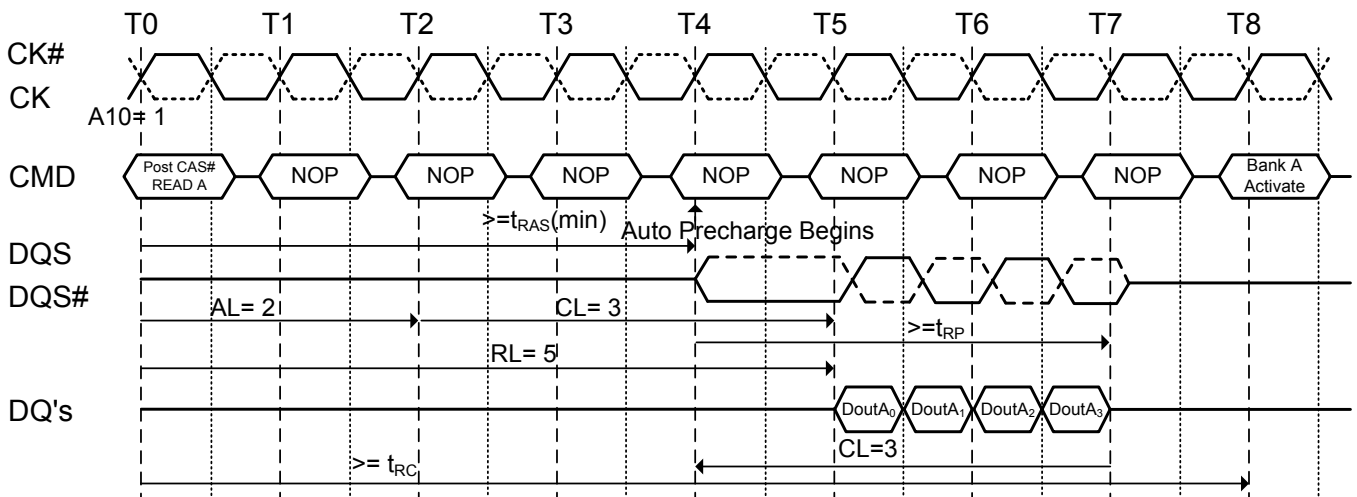 T0 T1 T2 T3 T4 T5 T6 T7 T8
CK#
CK
A10= 1
CMD
Post CAS#
READ A
NOP NOP NOP NOP NOP NOP NOP
Bank A
Activate
>=tRAS(min)
Auto Precharge Begins
DQS
DQS#
AL= 2
CL= 3
>=tRP
RL= 5
DQ's
DoutA0 DoutA1 DoutA2 DoutA3
CL=3
>= tRC